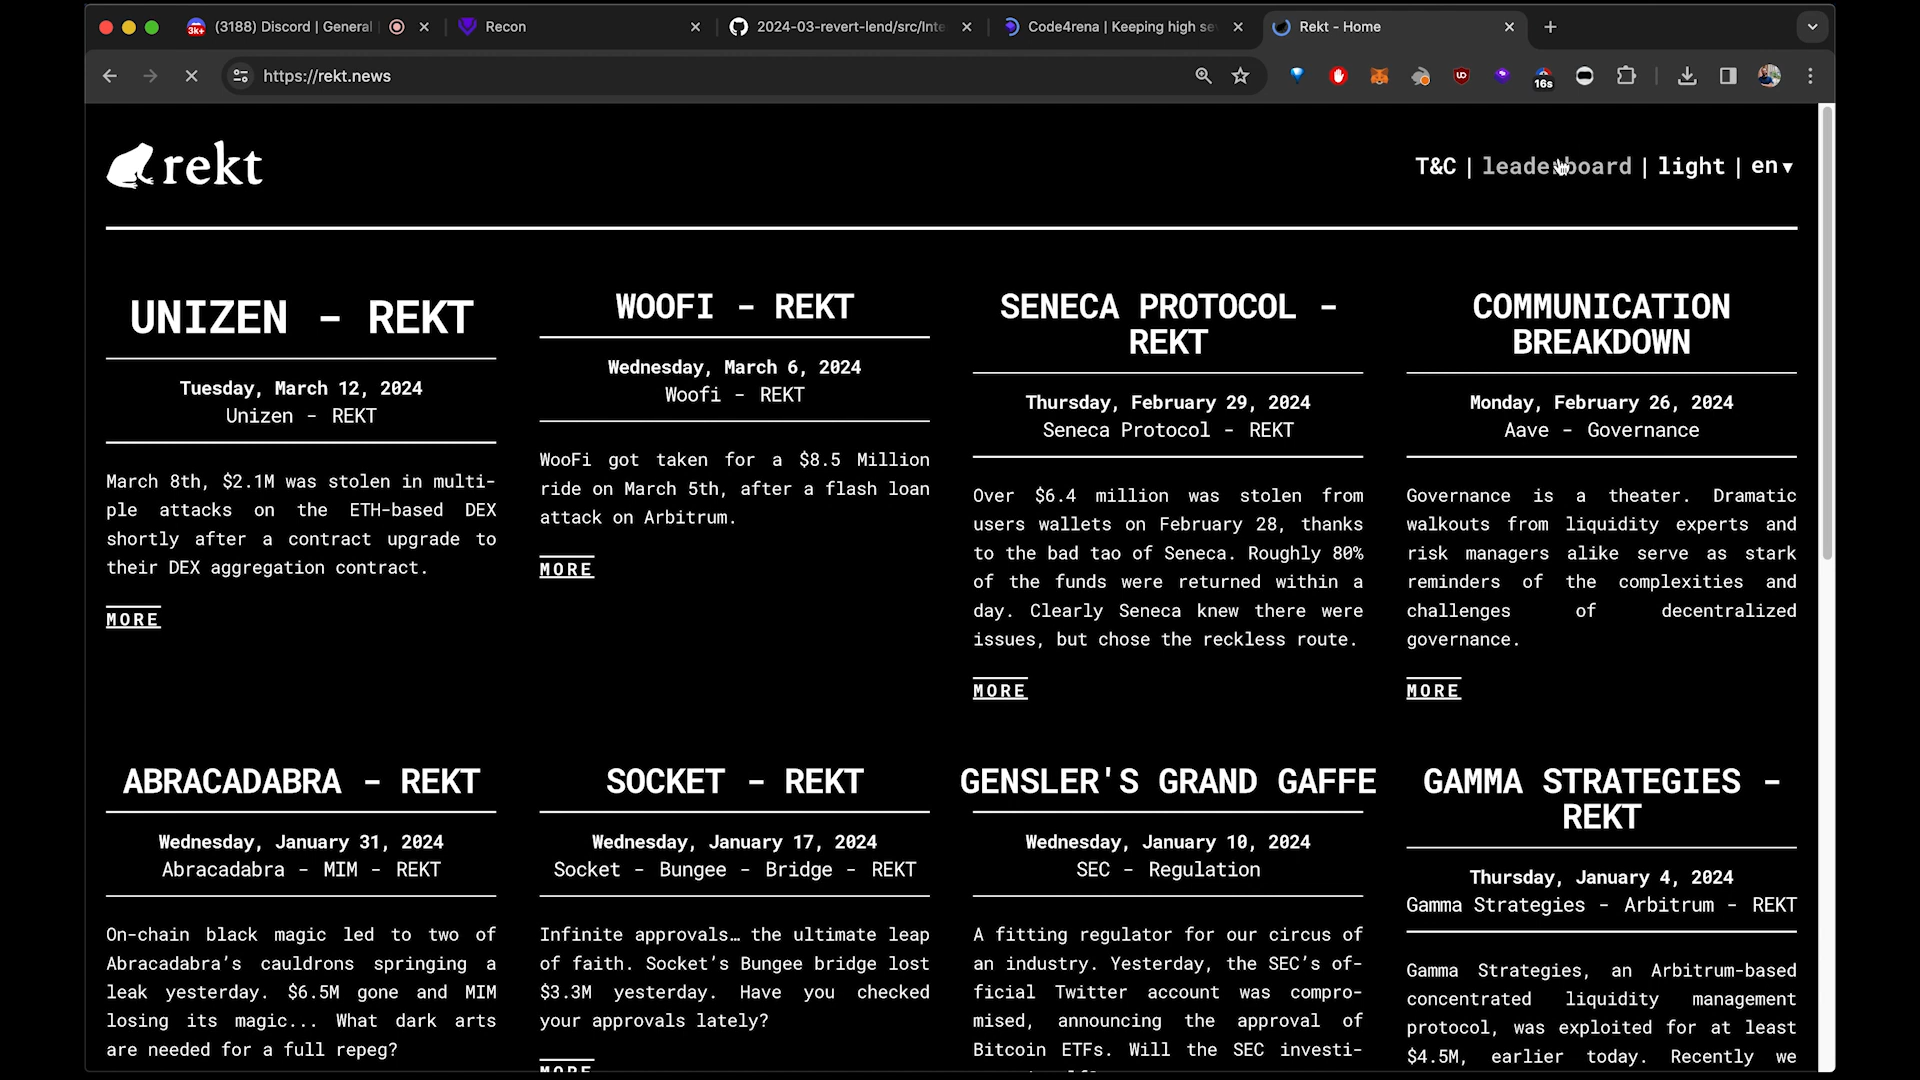 (3188) Discord | General
Recon
2024-03-revert-lend/src/Inte
Code4rena | Keeping high se
Rekt - Home
3K+
https://rekt.news
16s
rekt
T&C | leaderboard | light | en ▾
UNIZEN - REKT
Tuesday, March 12, 2024
Unizen - REKT
March 8th, $2.1M was stolen in multi-
ple attacks on the ETH-based DEX
shortly after a contract upgrade to
their DEX aggregation contract.
MORE
WOOFI - REKT
Wednesday, March 6, 2024
Woofi - REKT
WooFi got taken for a $8.5 Million
ride on March 5th, after a flash loan
attack on Arbitrum.
MORE
SENECA PROTOCOL -
REKT
Thursday, February 29, 2024
Seneca Protocol - REKT
Over $6.4 million was stolen from
users wallets on February 28, thanks
to the bad tao of Seneca. Roughly 80%
of the funds were returned within a
day. Clearly Seneca knew there were
issues, but chose the reckless route.
MORE
COMMUNICATION
BREAKDOWN
Monday, February 26, 2024
Aave - Governance
Governance is a theater. Dramatic
walkouts from liquidity experts and
risk managers alike serve as stark
reminders of the complexities and
challenges of decentralized
governance.
MORE
ABRACADABRA - REKT
Wednesday, January 31, 2024
Abracadabra - MIM - REKT
On-chain black magic led to two of
Abracadabra’s cauldrons springing a
leak yesterday. $6.5M gone and MIM
losing its magic... What dark arts
are needed for a full repeg?
SOCKET - REKT
Wednesday, January 17, 2024
Socket - Bungee - Bridge - REKT
Infinite approvals… the ultimate leap
of faith. Socket’s Bungee bridge lost
$3.3M yesterday. Have you checked
your approvals lately?
MORE
GENSLER'S GRAND GAFFE
Wednesday, January 10, 2024
SEC - Regulation
A fitting regulator for our circus of
an industry. Yesterday, the SEC’s of-
ficial Twitter account was compro-
mised, announcing the approval of
Bitcoin ETFs. Will the SEC investi-
GAMMA STRATEGIES -
REKT
Thursday, January 4, 2024
Gamma Strategies - Arbitrum - REKT
Gamma Strategies, an Arbitrum-based
concentrated liquidity management
protocol, was exploited for at least
$4.5M, earlier today. Recently we